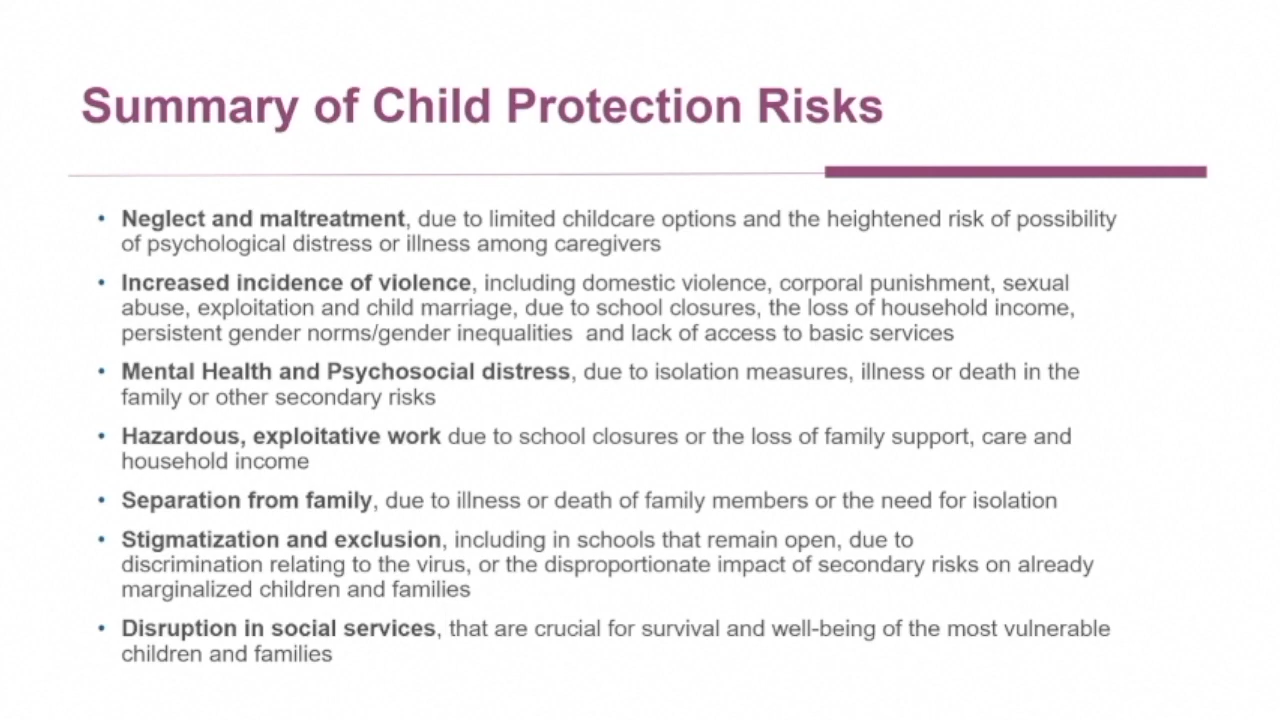 Summary of Child Protection Risks
• Neglect and maltreatment, due to limited childcare options and the heightened risk of possibility
of psychological distress or illness among caregivers
• Increased incidence of violence, including domestic violence, corporal punishment, sexual
abuse, exploitation and child marriage, due to school closures, the loss of household income,
persistent gender norms/gender inequalities  and lack of access to basic services
• Mental Health and Psychosocial distress, due to isolation measures, illness or death in the
family or other secondary risks
• Hazardous, exploitative work due to school closures or the loss of family support, care and
household income
• Separation from family, due to illness or death of family members or the need for isolation
• Stigmatization and exclusion, including in schools that remain open, due to
discrimination relating to the virus, or the disproportionate impact of secondary risks on already
marginalized children and families
• Disruption in social services, that are crucial for survival and well-being of the most vulnerable
children and families